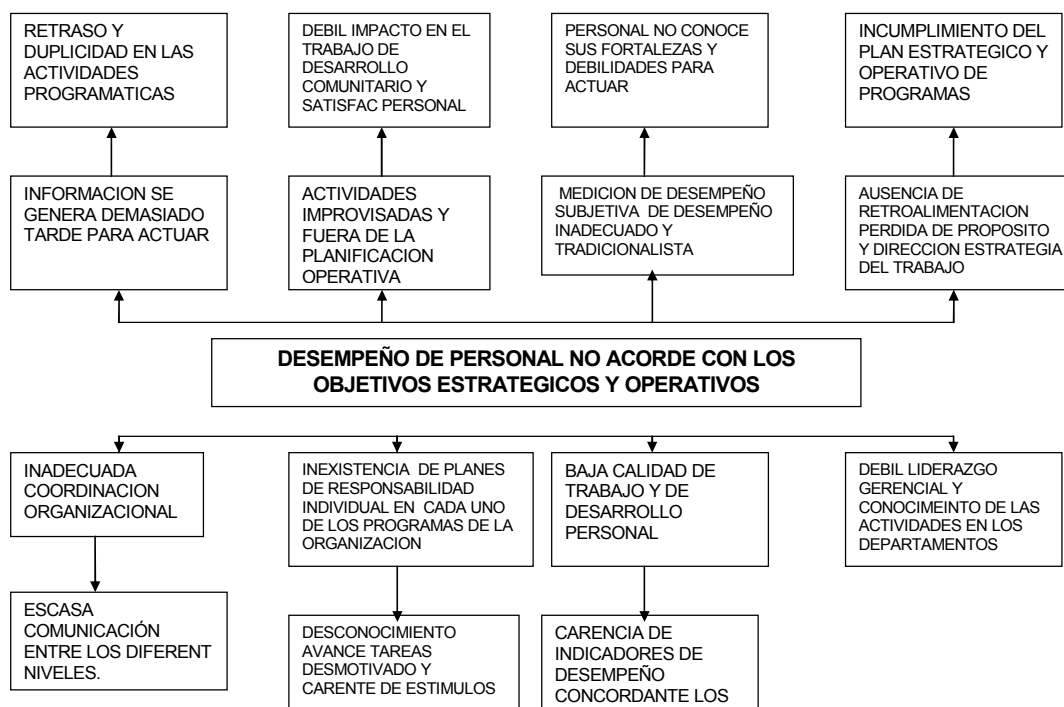 RETRASO Y
DUPLICIDAD EN LAS
ACTIVIDADES
PROGRAMATICAS
DEBIL IMPACTO EN EL
TRABAJO DE
DESARROLLO
COMUNITARIO Y
SATISFAC PERSONAL
PERSONAL NO CONOCE
SUS FORTALEZAS Y
DEBILIDADES PARA
ACTUAR
INCUMPLIMIENTO DEL
PLAN ESTRATEGICO Y
OPERATIVO DE
PROGRAMAS
INFORMACION SE
GENERA DEMASIADO
TARDE PARA ACTUAR
ACTIVIDADES
IMPROVISADAS Y
FUERA DE LA
PLANIFICACION
OPERATIVA
MEDICION DE DESEMPEÑO
SUBJETIVA DE DESEMPEÑO
INADECUADO Y
TRADICIONALISTA
AUSENCIA DE
RETROALIMENTACION
PERDIDA DE PROPOSITO
Y DIRECCION ESTRATEGIA
DEL TRABAJO
DESEMPEÑO DE PERSONAL NO ACORDE CON LOS
OBJETIVOS ESTRATEGICOS Y OPERATIVOS
INADECUADA
COORDINACION
ORGANIZACIONAL
INEXISTENCIA DE PLANES
DE RESPONSABILIDAD
INDIVIDUAL EN CADA UNO
DE LOS PROGRAMAS DE LA
ORGANIZACION
BAJA CALIDAD DE
TRABAJO Y DE
DESARROLLO
PERSONAL
DEBIL LIDERAZGO
GERENCIAL Y
CONOCIMEINTO DE LAS
ACTIVIDADES EN LOS
DEPARTAMENTOS
ESCASA
COMUNICACIÓN
ENTRE LOS DIFERENT
NIVELES.
DESCONOCIMIENTO
AVANCE TAREAS
DESMOTIVADO Y
CARENTE DE ESTIMULOS
CARENCIA DE
INDICADORES DE
DESEMPEÑO
CONCORDANTE LOS